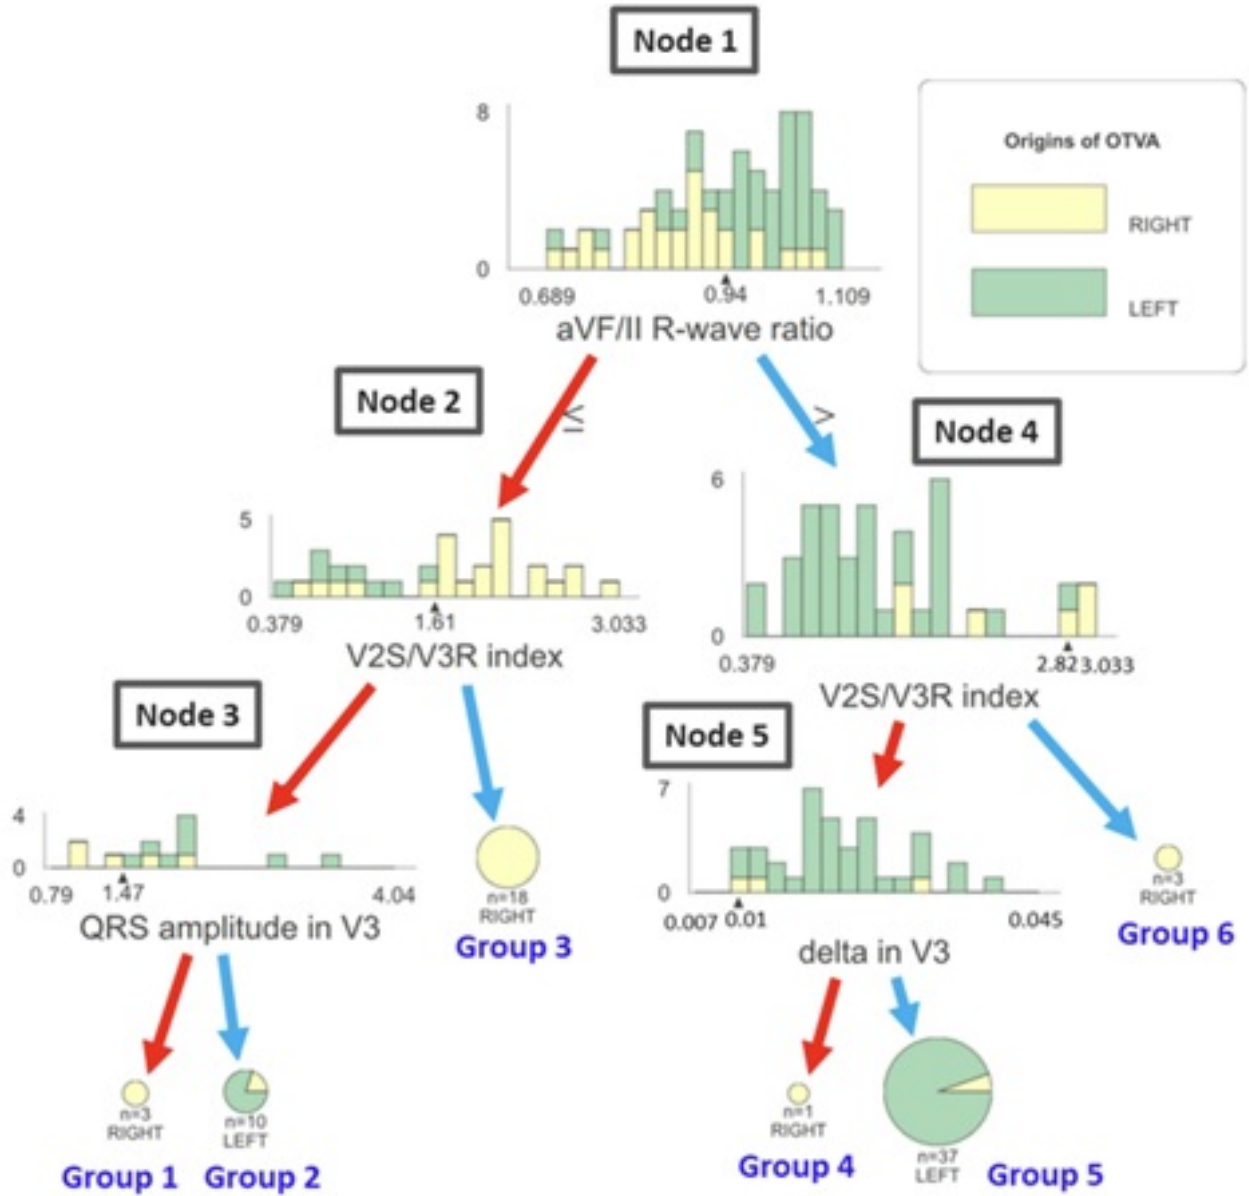 Node 1
8
0
0.689
0.94
1.109
aVF/II R-wave ratio
Origins of OTVA
RIGHT
LEFT
≤
>
Node 2
5
0
0.379
1.61
3.033
V2S/V3R index
Node 4
6
0
0.379
2.823.033
V2S/V3R index
Node 3
4
0
0.79
1.47
4.04
QRS amplitude in V3
n=18
RIGHT
Group 3
Node 5
7
0
0.007
0.01
0.045
delta in V3
n=3
RIGHT
Group 6
n=3
RIGHT
Group 1
n=10
LEFT
Group 2
n=1
RIGHT
Group 4
n=37
LEFT
Group 5